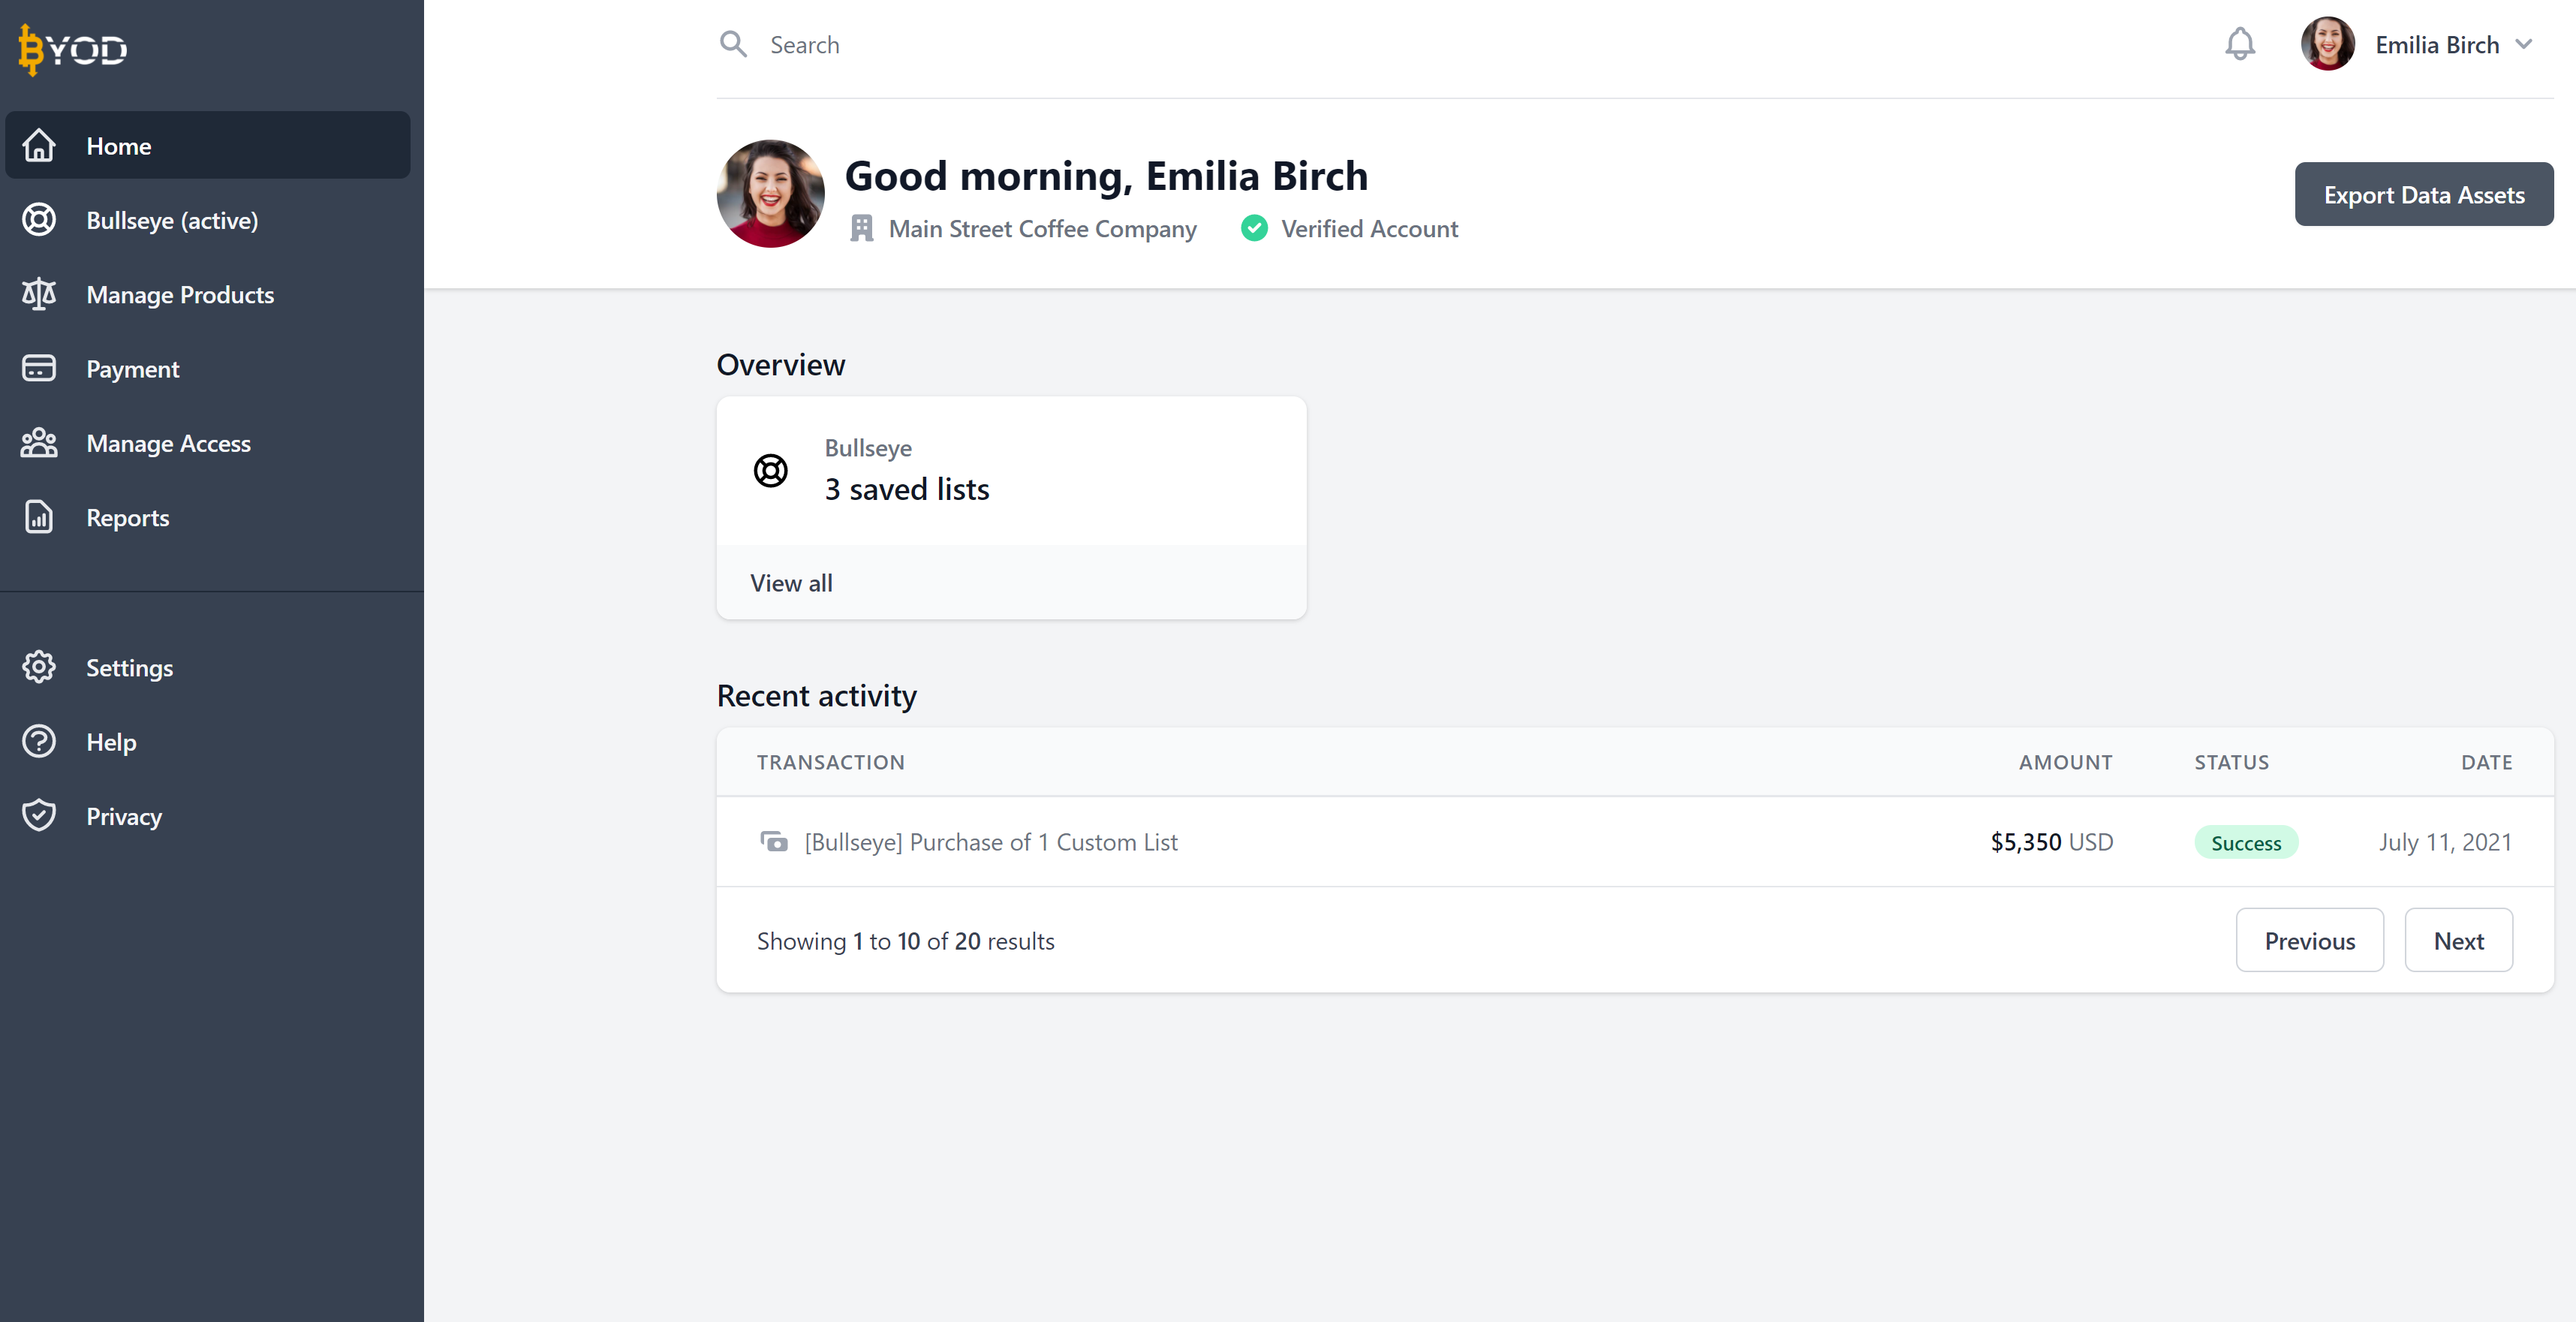 BYOD
Home
Bullseye (active)
Manage Products
Payment
Manage Access
Reports
Settings
Help
Privacy
Search
Emilia Birch
Good morning, Emilia Birch
Main Street Coffee Company
Verified Account
Export Data Assets
Overview
Bullseye
3 saved lists
View all
Recent activity
TRANSACTION AMOUNT STATUS DATE
[Bullseye] Purchase of 1 Custom List $5,350 USD Success July 11, 2021
Showing 1 to 10 of 20 results
Previous
Next